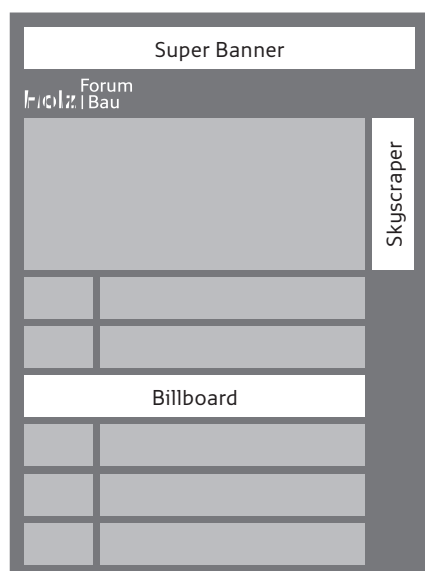 Super Banner
Forum
Holz | Bau
Skyscraper
Billboard